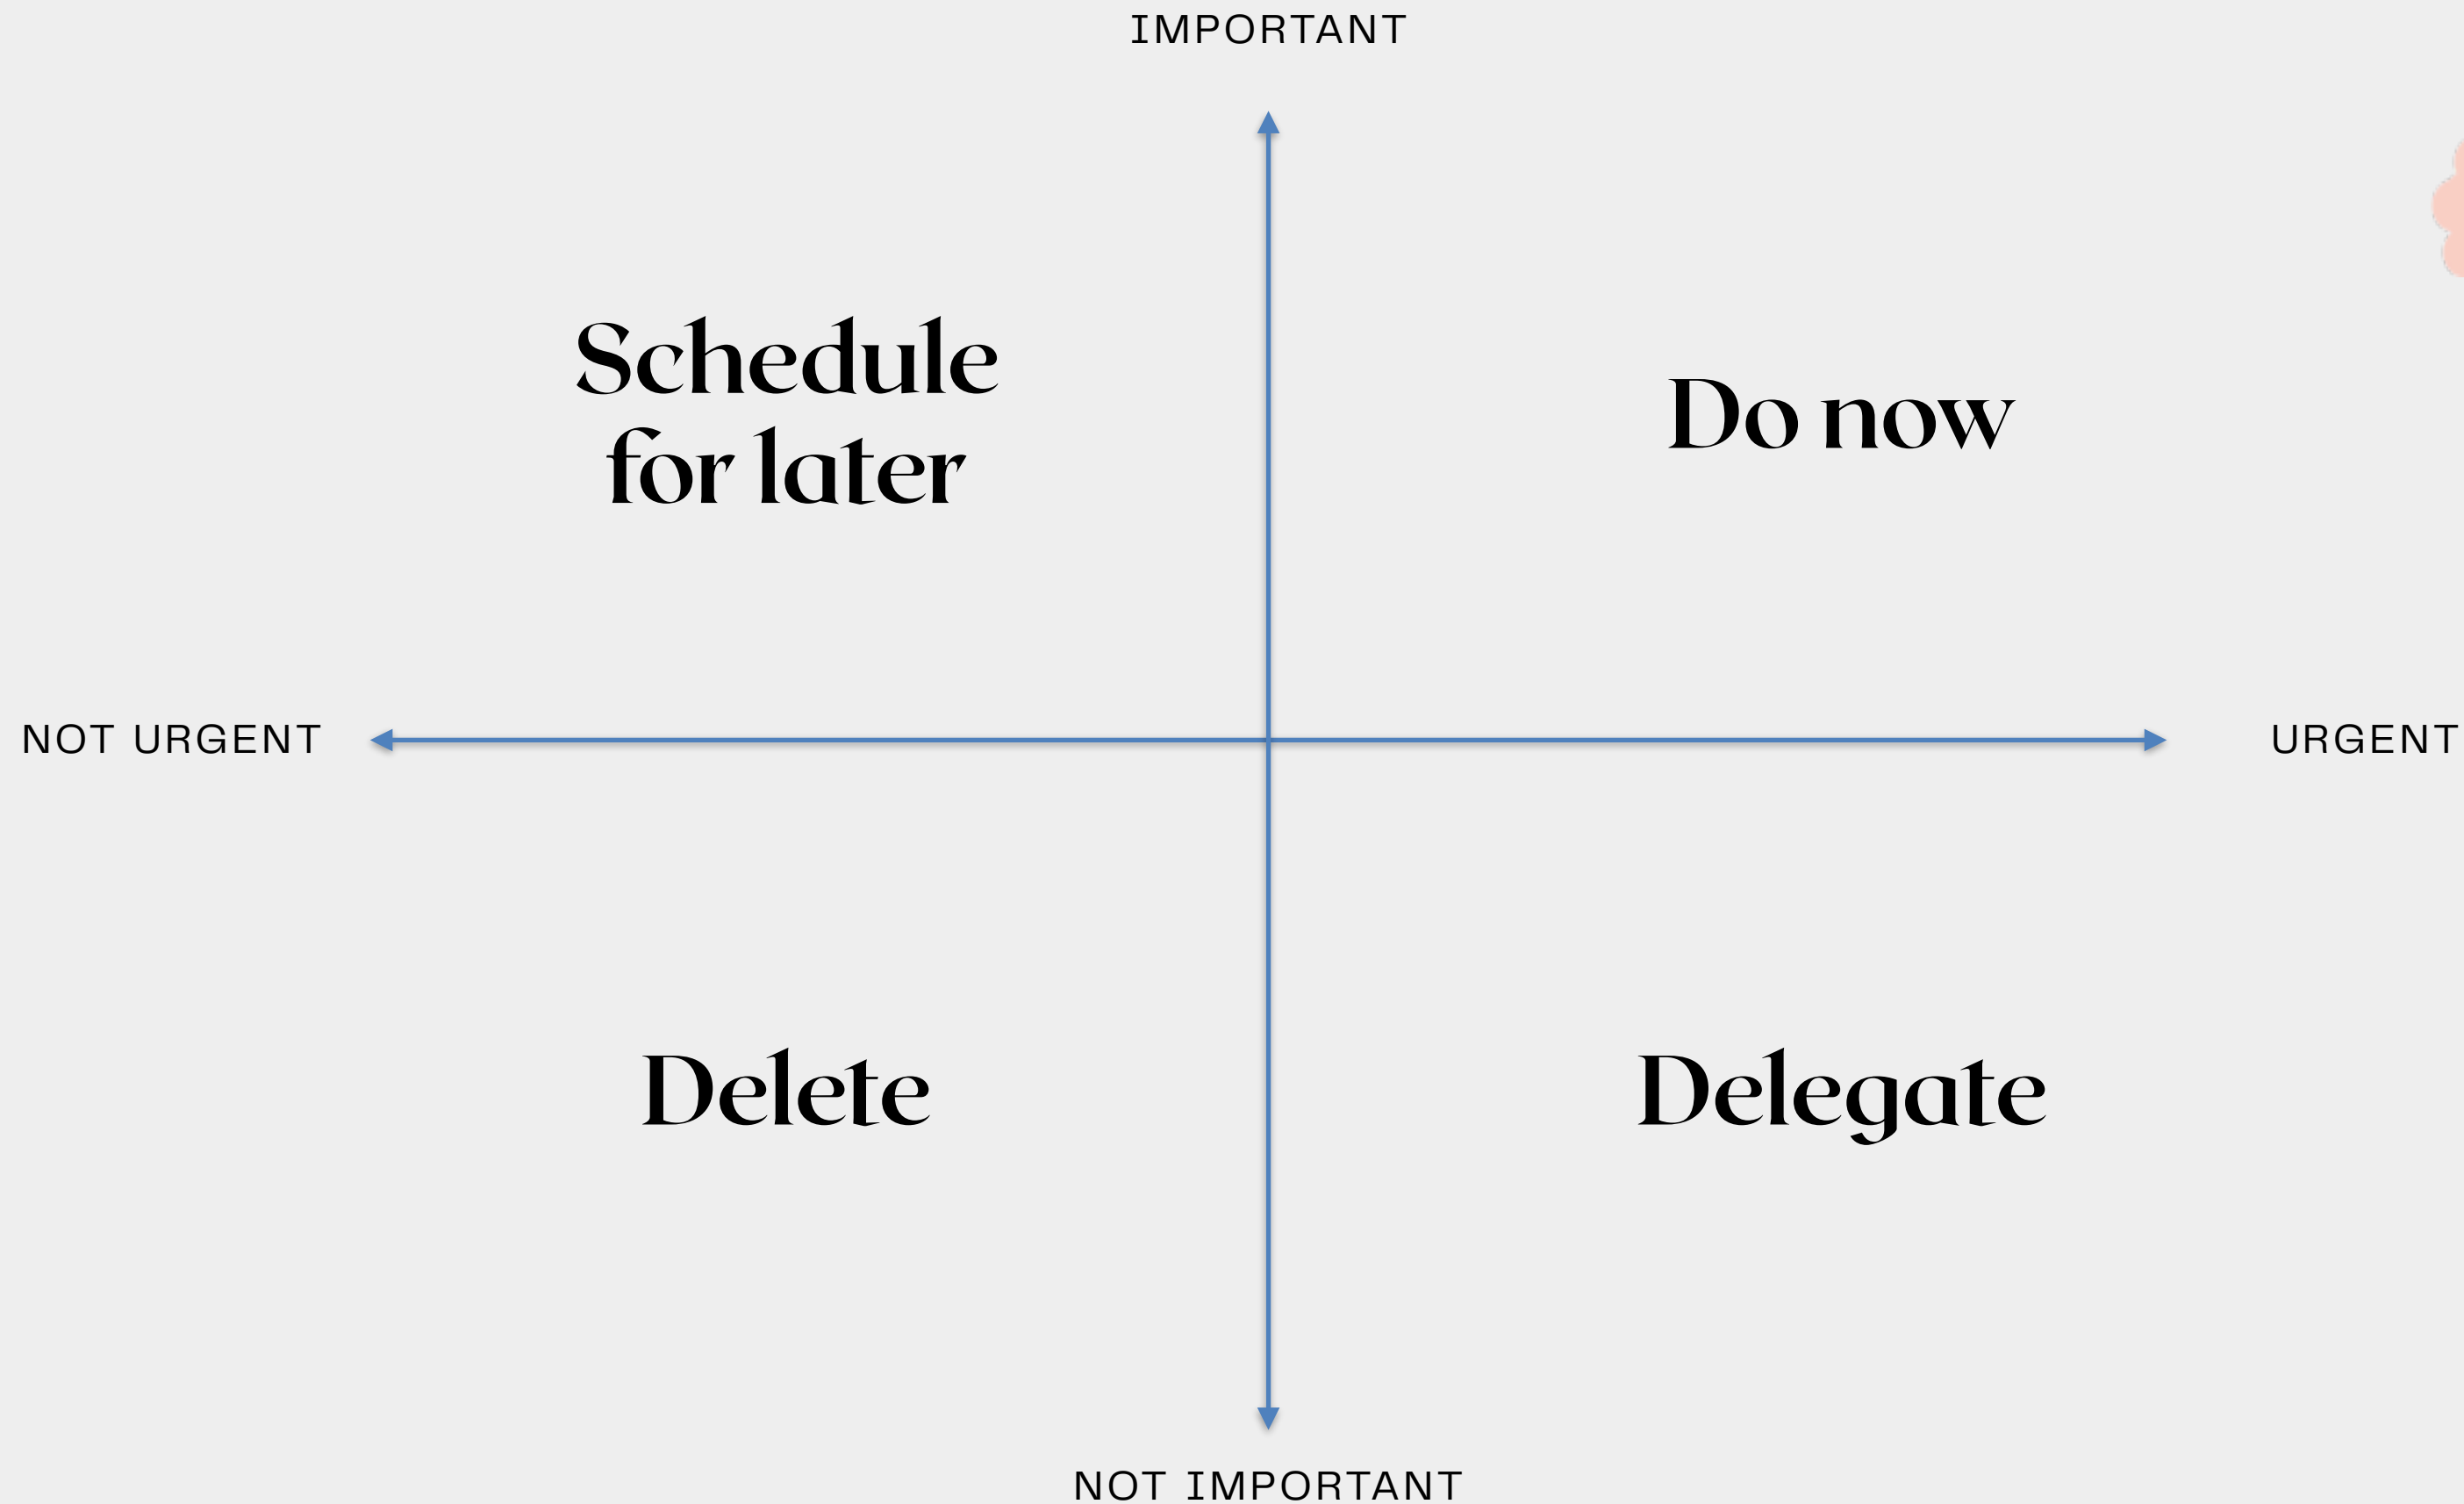 IMPORTANT
Schedule
for later
Do now
NOT URGENT
URGENT
Delete
Delegate
NOT IMPORTANT